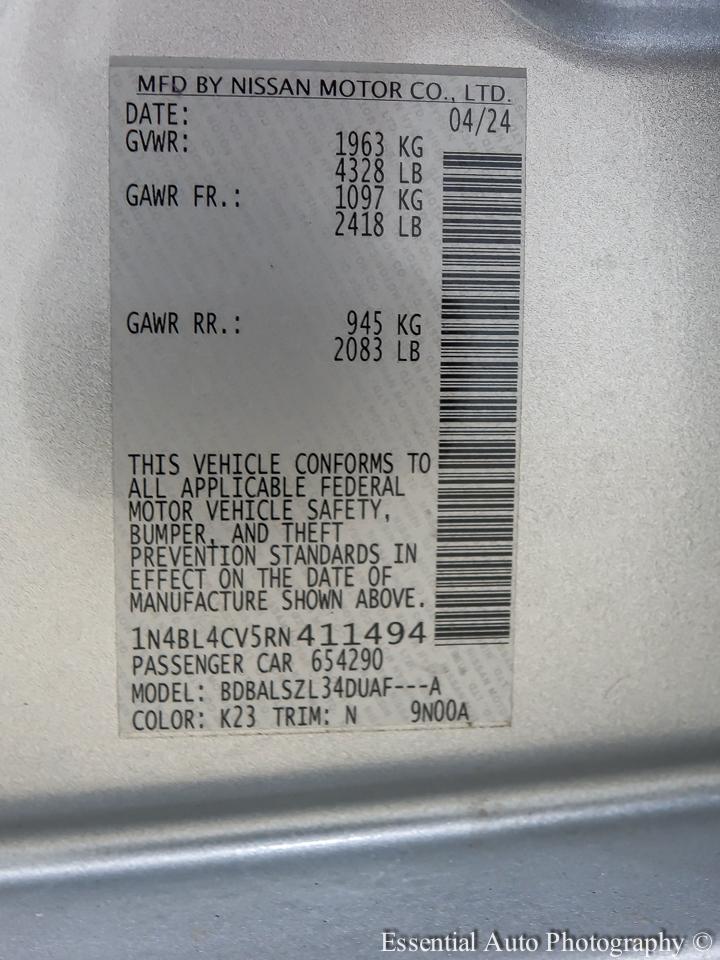 MFD BY NISSAN MOTOR CO., LTD.
DATE: 04/24
GVWR: 1963 KG
4328 LB
GAWR FR.: 1097 KG
2418 LB
GAWR RR.: 945 KG
2083 LB
THIS VEHICLE CONFORMS TO
ALL APPLICABLE FEDERAL
MOTOR VEHICLE SAFETY,
BUMPER, AND THEFT
PREVENTION STANDARDS IN
EFFECT ON THE DATE OF
MANUFACTURE SHOWN ABOVE.
1N4BL4CV5RN411494
PASSENGER CAR 654290
MODEL: BDBALSZL34DUAF---A
COLOR: K23 TRIM: N 9N00A
Essential Auto Photography ©